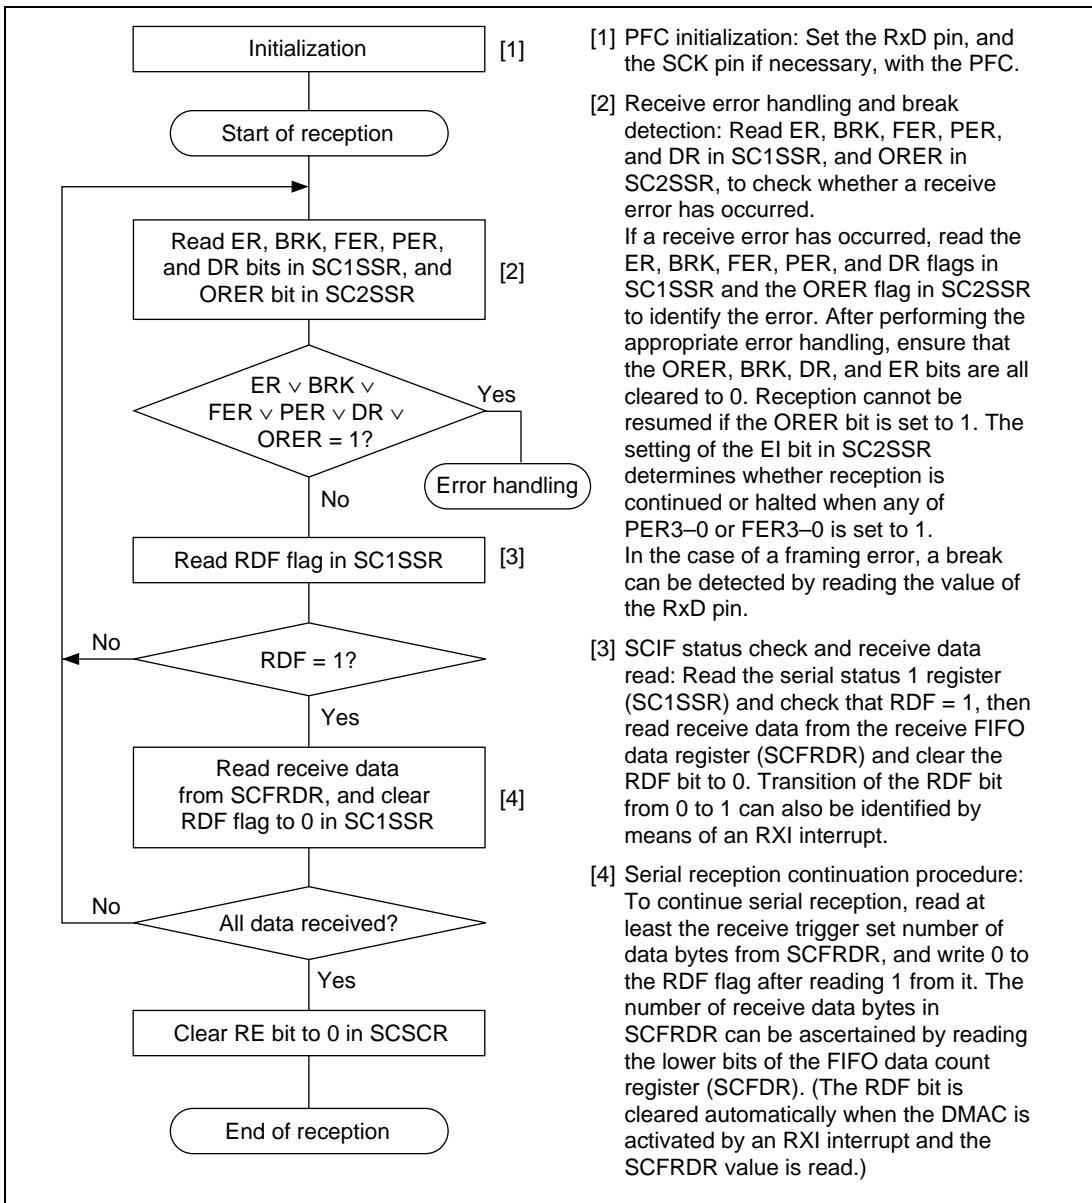 Initialization
[1]
Start of reception
Read ER, BRK, FER, PER,
and DR bits in SC1SSR, and
ORER bit in SC2SSR
[2]
ER ∨ BRK ∨
FER ∨ PER ∨ DR ∨
ORER = 1?
Yes
Error handling
No
Read RDF flag in SC1SSR
[3]
No
RDF = 1?
Yes
Read receive data
from SCFRDR, and clear
RDF flag to 0 in SC1SSR
[4]
No
All data received?
Yes
Clear RE bit to 0 in SCSCR
End of reception
[1] PFC initialization: Set the RxD pin, and
the SCK pin if necessary, with the PFC.
[2] Receive error handling and break
detection: Read ER, BRK, FER, PER,
and DR in SC1SSR, and ORER in
SC2SSR, to check whether a receive
error has occurred.
If a receive error has occurred, read the
ER, BRK, FER, PER, and DR flags in
SC1SSR and the ORER flag in SC2SSR
to identify the error. After performing the
appropriate error handling, ensure that
the ORER, BRK, DR, and ER bits are all
cleared to 0. Reception cannot be
resumed if the ORER bit is set to 1. The
setting of the EI bit in SC2SSR
determines whether reception is
continued or halted when any of
PER3–0 or FER3–0 is set to 1.
In the case of a framing error, a break
can be detected by reading the value of
the RxD pin.
[3] SCIF status check and receive data
read: Read the serial status 1 register
(SC1SSR) and check that RDF = 1, then
read receive data from the receive FIFO
data register (SCFRDR) and clear the
RDF bit to 0. Transition of the RDF bit
from 0 to 1 can also be identified by
means of an RXI interrupt.
[4] Serial reception continuation procedure:
To continue serial reception, read at
least the receive trigger set number of
data bytes from SCFRDR, and write 0 to
the RDF flag after reading 1 from it. The
number of receive data bytes in
SCFRDR can be ascertained by reading
the lower bits of the FIFO data count
register (SCFDR). (The RDF bit is
cleared automatically when the DMAC is
activated by an RXI interrupt and the
SCFRDR value is read.)